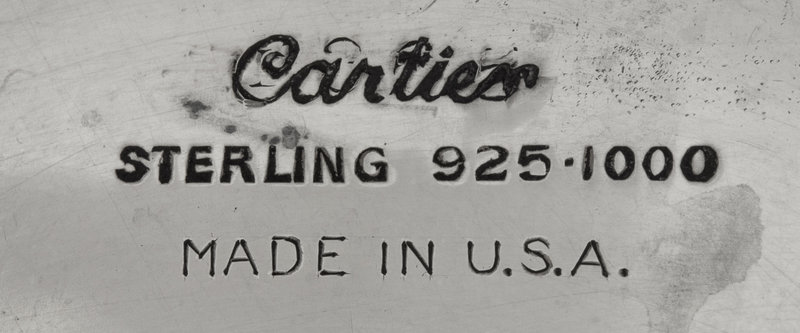 Cartier
STERLING 925·1000
MADE IN U.S.A.